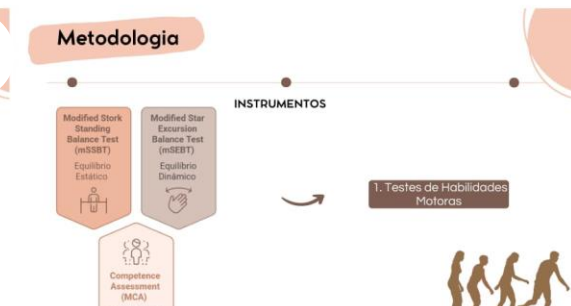 Metodologia
INSTRUMENTOS
Modified Stork
Standing
Balance Test
(mSSBT)
Equilíbrio
Estático
Modified Star
Excursion
Balance Test
(mSEBT)
Equilíbrio
Dinâmico
Competence
Assessment
(MCA)
1. Testes de Habilidades
Motoras